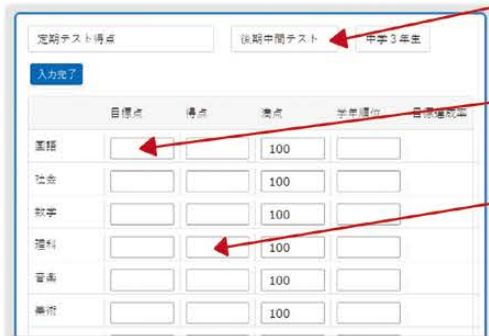 定期テスト得点 後期中間テスト 中学3年生
入力完了
目標点 得点 満点 学年順位 目標達成率
国語 100
社会 100
数学 100
理科 100
音楽 100
美術 100